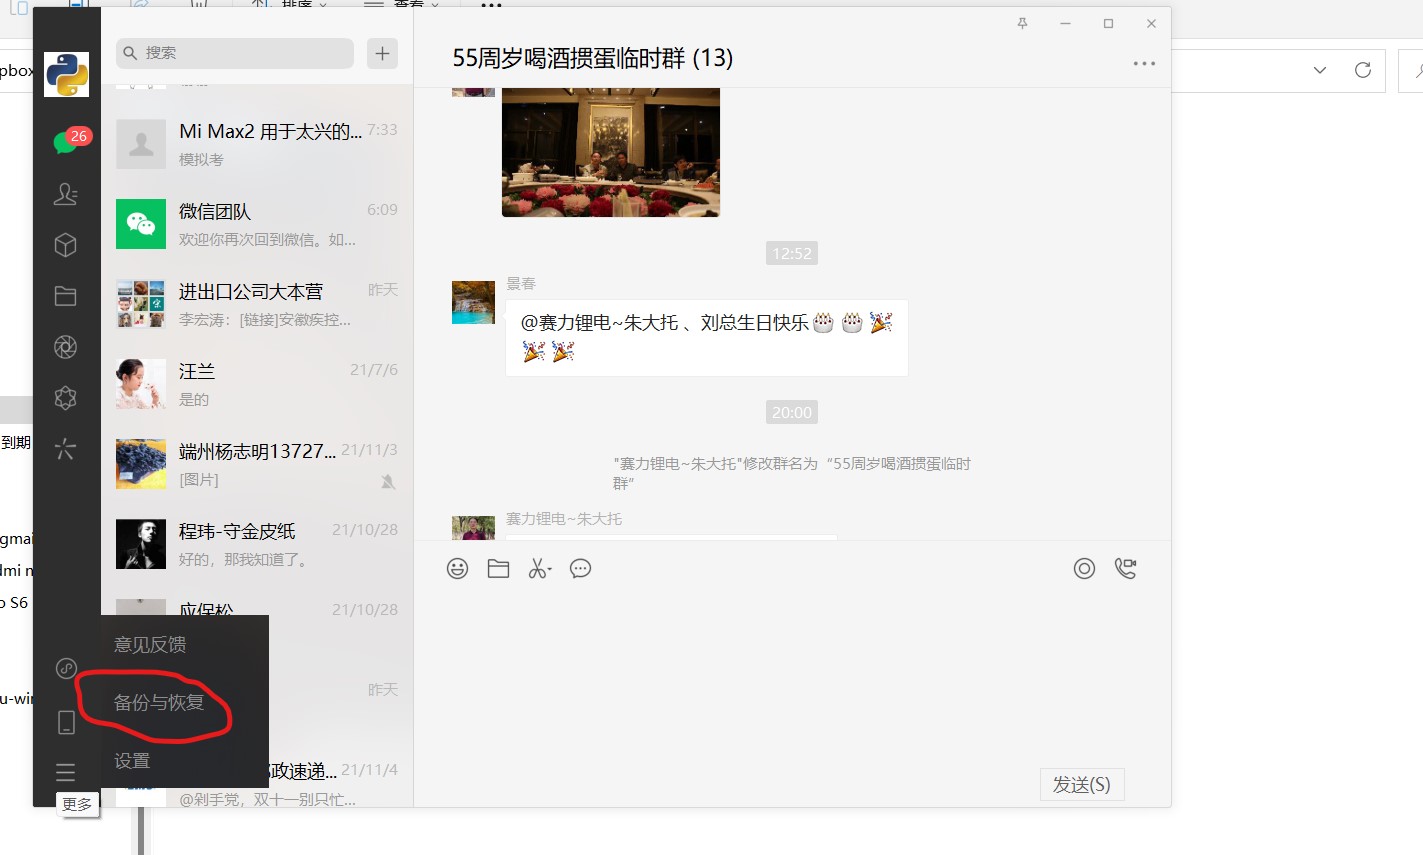 排序
查看
搜索
55周岁喝酒掼蛋临时群 (13)
pbox
26
Mi Max2 用于太兴的...
7:33
模拟考
微信团队
6:09
欢迎你再次回到微信。如...
进出口公司大本营
昨天
李宏涛：[链接]安徽疾控...
汪兰
21/7/6
是的
端州杨志明13727...
21/11/3
[图片]
程玮-守金皮纸
21/10/28
好的，那我知道了。
应保松
21/10/28
昨天
政速递...
21/11/4
@剁手党，双十一别只忙...
到期
gmai
dmi n
o S6
u-win
意见反馈
备份与恢复
设置
更多
12:52
景春
@赛力锂电~朱大托 、刘总生日快乐
20:00
"赛力锂电~朱大托"修改群名为“55周岁喝酒掼蛋临时
群”
赛力锂电~朱大托
发送(S)